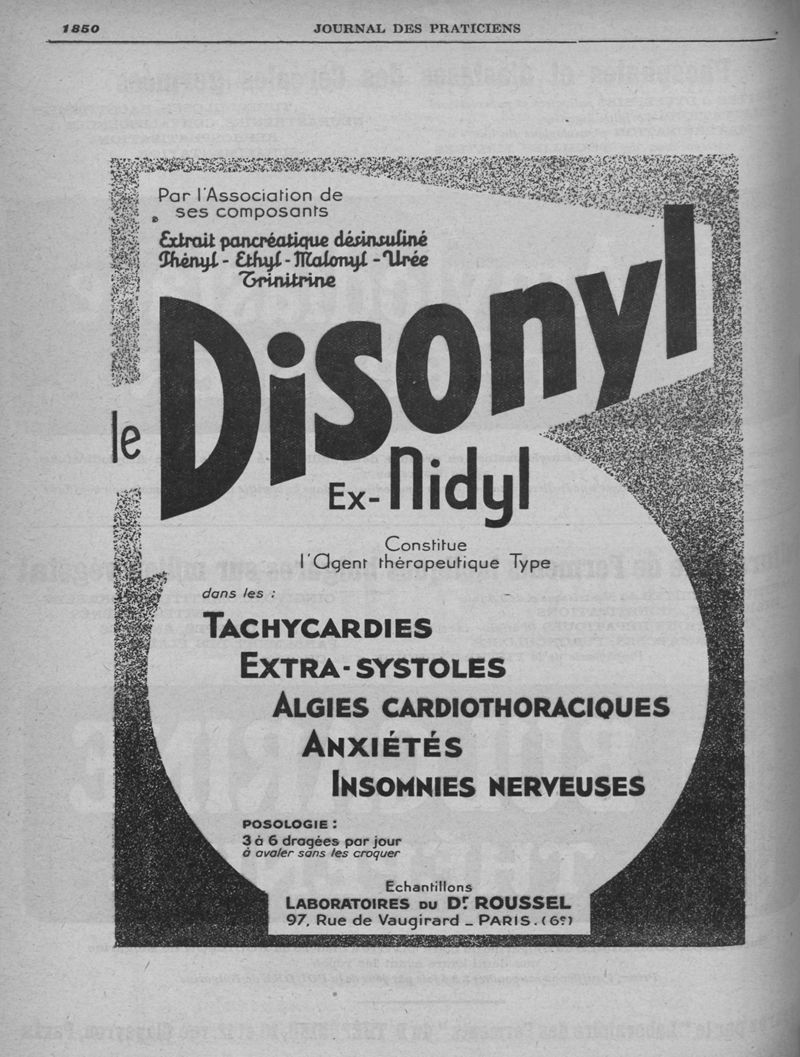 1850 JOURNAL DES PRATICIENS
Par l'Association de
ses composants
Extrait pancréatique désinsuliné
Phényl - Ethyl - Malonyl - Urée
Trinitrine
le Disonyl
Ex-Nidyl
Constitue
l'Agent thérapeutique Type
dans les :
TACHYCARDIES
EXTRA-SYSTOLES
ALGIES CARDIOTHORACIQUES
ANXIÉTÉS
INSOMNIES NERVEUSES
POSOLOGIE :
3 à 6 dragées par jour
à avaler sans les croquer
Echantillons
LABORATOIRES DU Dr ROUSSEL
97, Rue de Vaugirard _ PARIS. (6e)